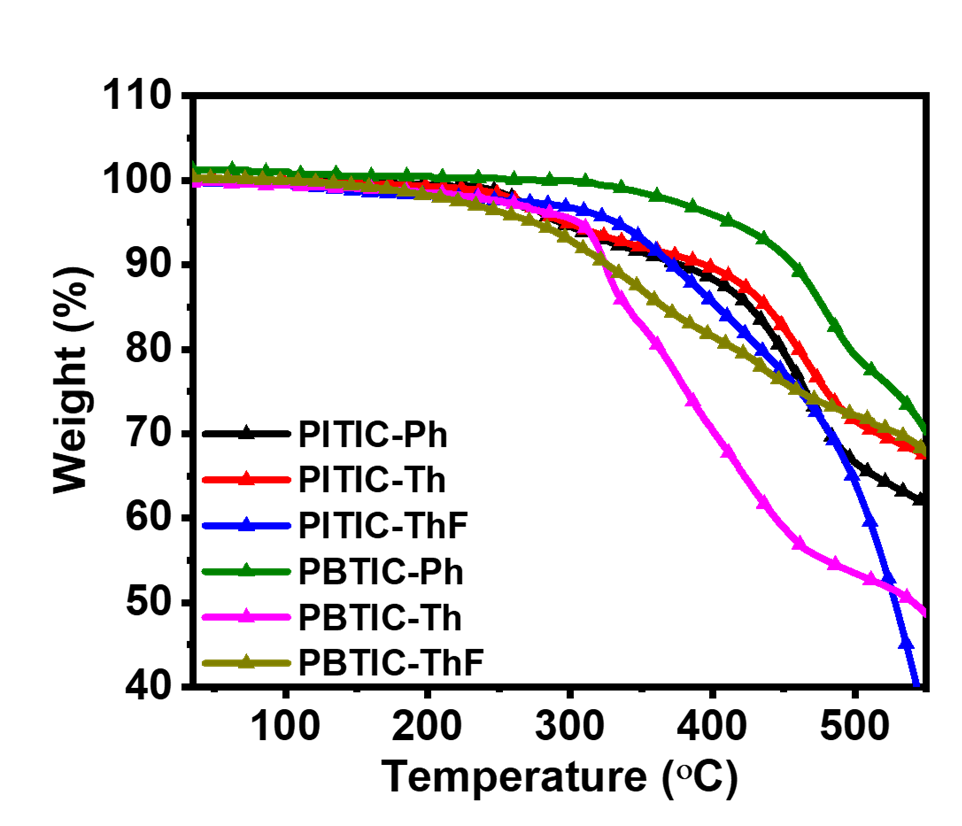 110
100
90
80
70
60
50
40
Weight (%)
PITIC-Ph
PITIC-Th
PITIC-ThF
PBTIC-Ph
PBTIC-Th
PBTIC-ThF
100 200 300 400 500
Temperature (oC)